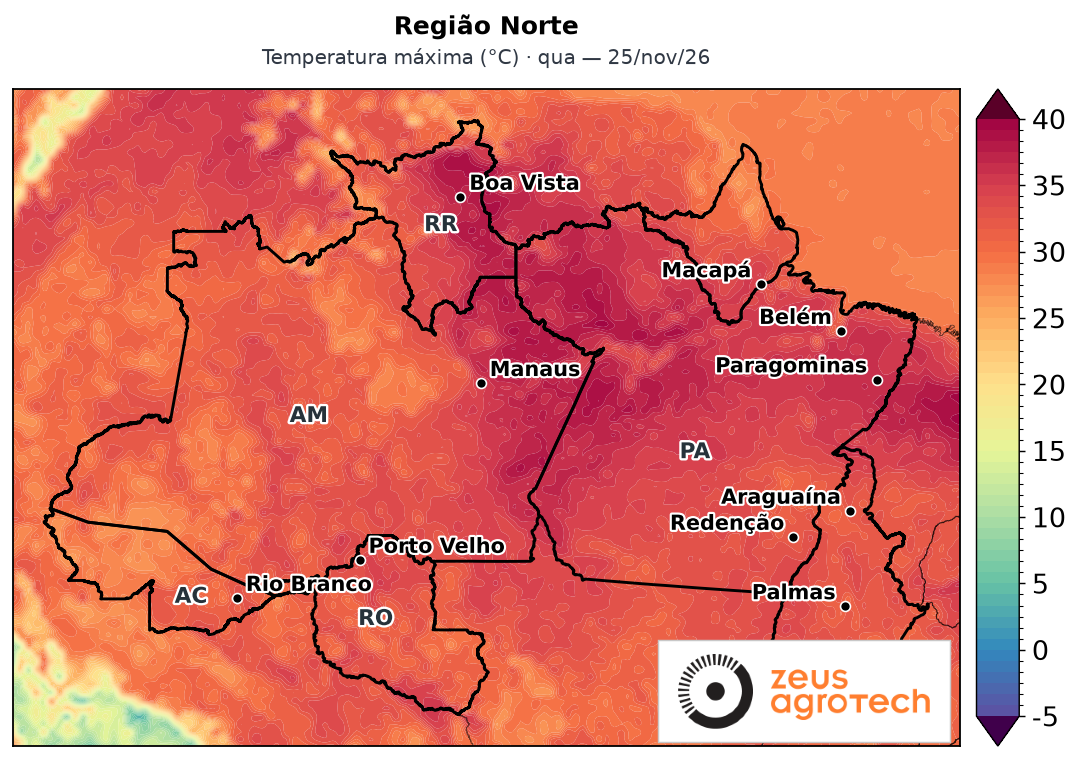 Região Norte
Temperatura máxima (°C) · qua — 25/nov/26
Boa Vista
RR
Macapá
Belém
Paragominas
Manaus
AM
PA
Araguaína
Redenção
Porto Velho
Rio Branco
AC
RO
Palmas
zeus
agrotech
40
35
30
25
20
15
10
5
0
-5